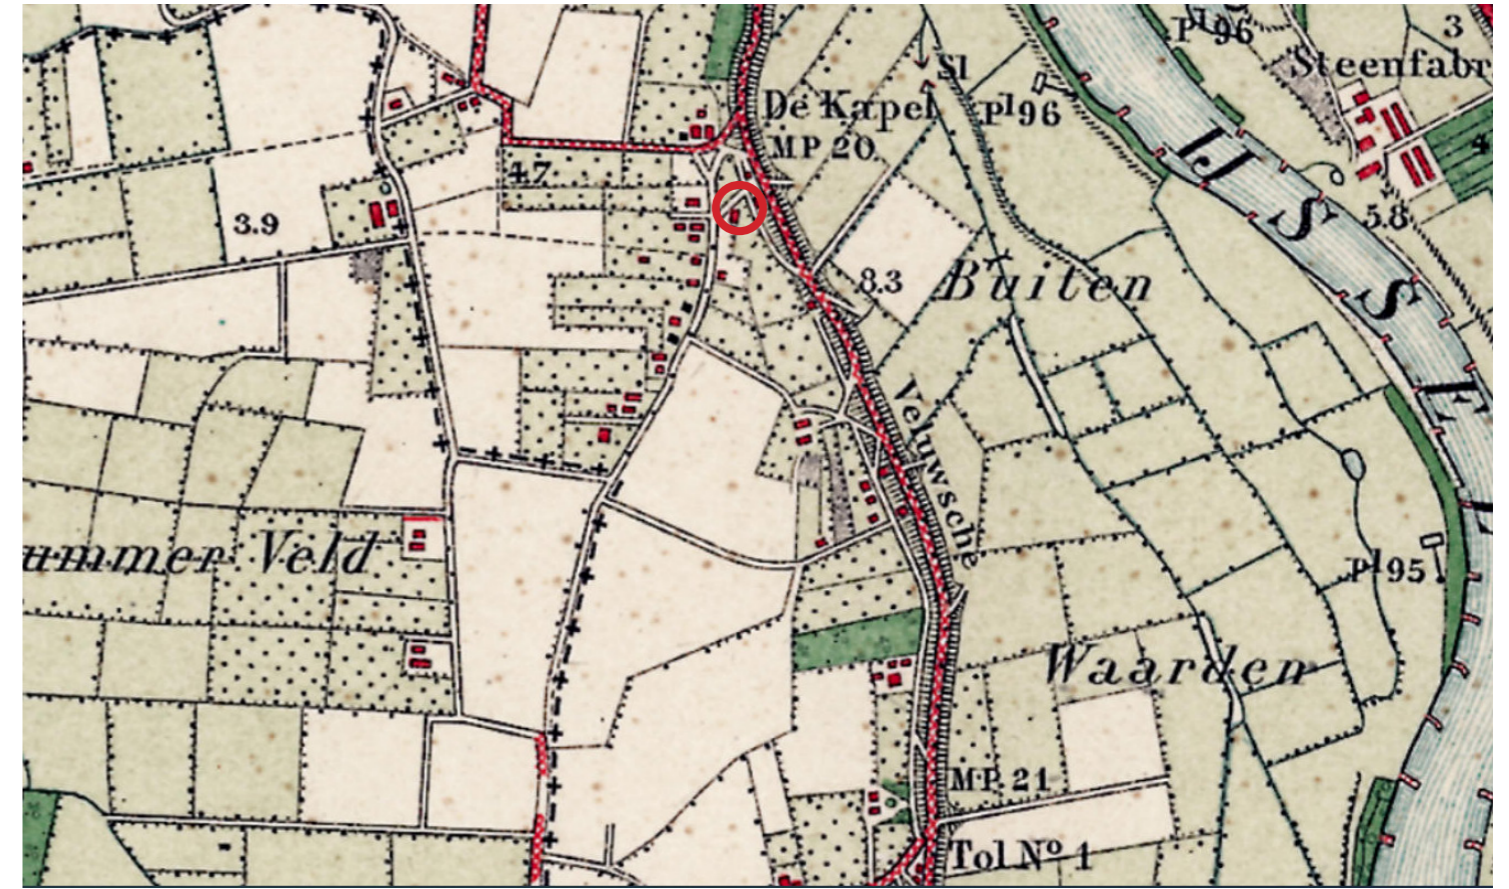 Pl 96
3
Steenfabr
Sl
De Kapel
Pl 96
MP. 20
4.7
4
3.9
5.8
8.3
Buiten
IJSSEL
Veluwsche
ummer Veld
Pl 95
Waarden
MP. 21
Tol No 1